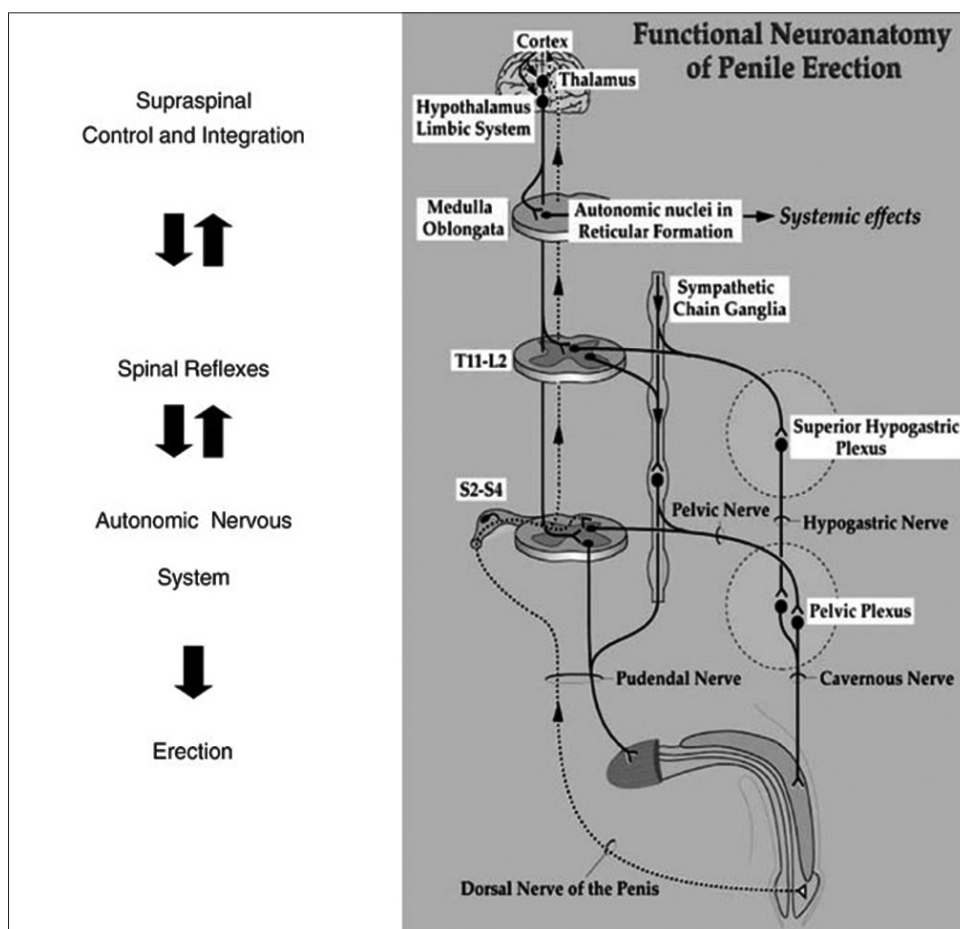 Supraspinal
Control and Integration
Spinal Reflexes
Autonomic Nervous
System
Erection
Functional Neuroanatomy
of Penile Erection
Cortex
Thalamus
Hypothalamus
Limbic System
Medulla
Oblongata
Autonomic nuclei in
Reticular Formation
Systemic effects
Sympathetic
Chain Ganglia
T11-L2
Superior Hypogastric
Plexus
S2-S4
Pelvic Nerve
Hypogastric Nerve
Pelvic Plexus
Pudendal Nerve
Cavernous Nerve
Dorsal Nerve of the Penis